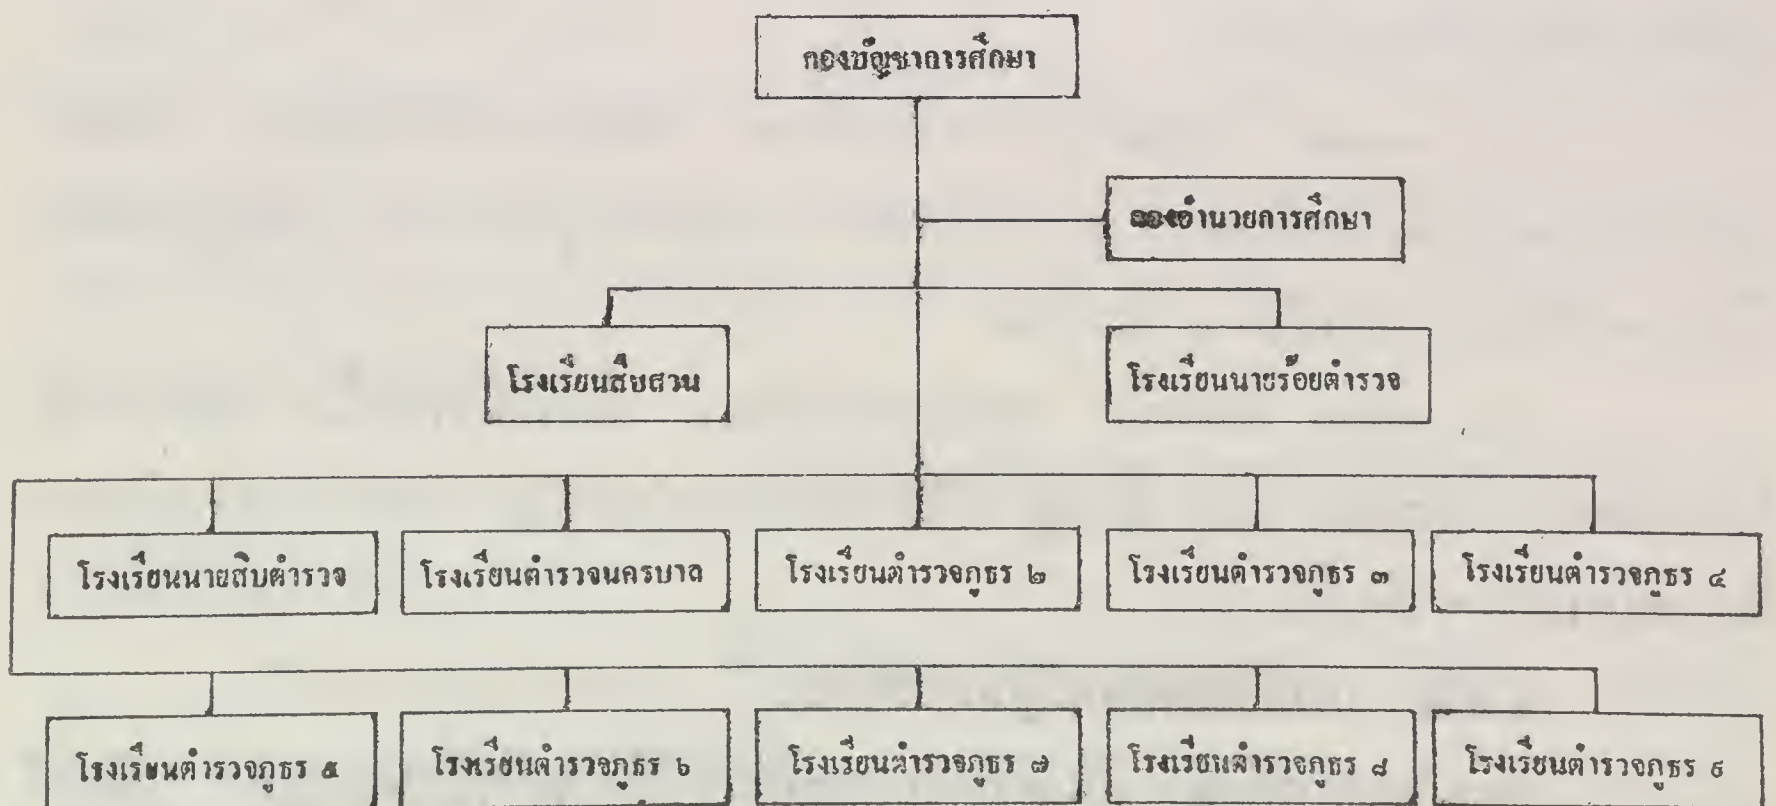 กองบัญชาการศึกษา
กองอำนวยการศึกษา
โรงเรียนสืบสวน
โรงเรียนนายร้อยตำรวจ
โรงเรียนนายสิบตำรวจ
โรงเรียนตำรวจนครบาล
โรงเรียนตำรวจภูธร ๒
โรงเรียนตำรวจภูธร ๓
โรงเรียนตำรวจภูธร ๔
โรงเรียนตำรวจภูธร ๕
โรงเรียนตำรวจภูธร ๖
โรงเรียนตำรวจภูธร ๗
โรงเรียนตำรวจภูธร ๘
โรงเรียนตำรวจภูธร ๙